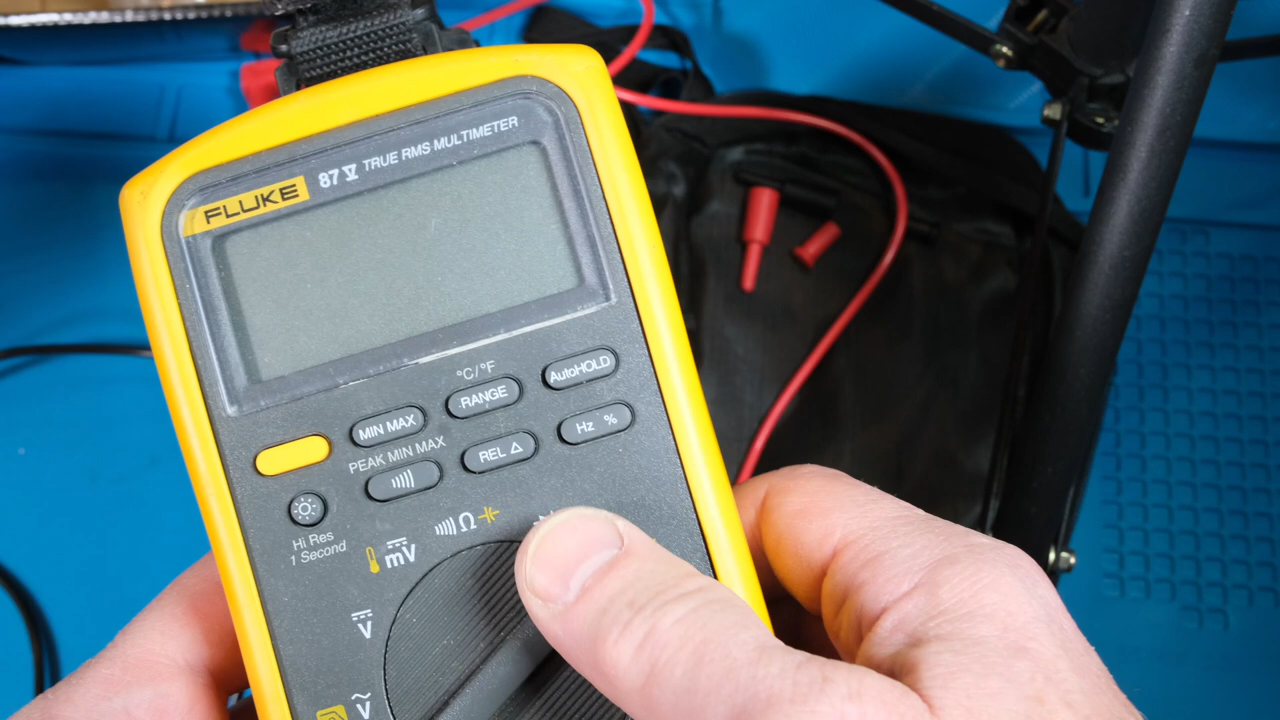 FLUKE 87 V TRUE RMS MULTIMETER
°C/°F
MIN MAX RANGE AutoHOLD
PEAK MIN MAX
REL Δ Hz %
Hi Res
1 Second
Ω
mV
V
V